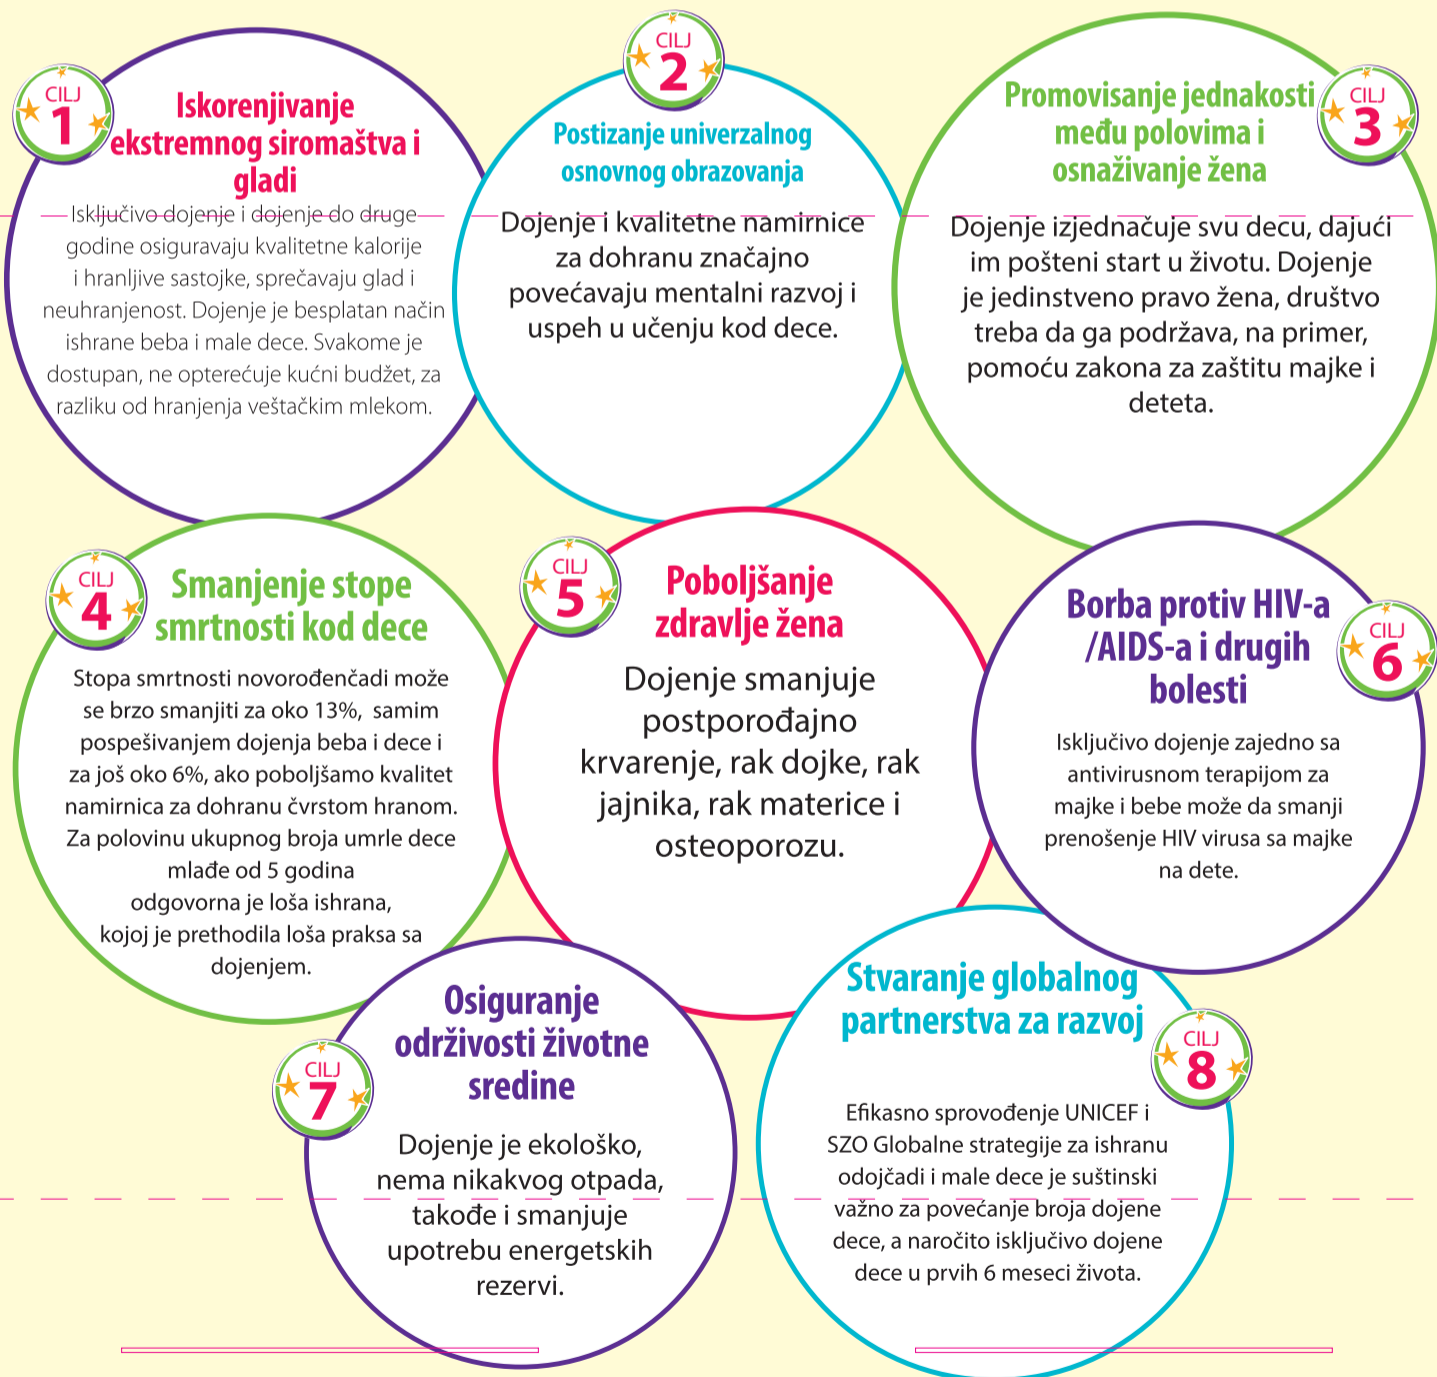 CILJ
1
Iskorenjivanje
ekstremnog siromaštva i
gladi
Isključivo dojenje i dojenje do druge
godine osiguravaju kvalitetne kalorije
i hranljive sastojke, sprečavaju glad i
neuhranjenost. Dojenje je besplatan način
ishrane beba i male dece. Svakome je
dostupan, ne opterećuje kućni budžet, za
razliku od hranjenja veštačkim mlekom.
CILJ
2
Postizanje univerzalnog
osnovnog obrazovanja
Dojenje i kvalitetne namirnice
za dohranu značajno
povećavaju mentalni razvoj i
uspeh u učenju kod dece.
CILJ
3
Promovisanje jednakosti
među polovima i
osnaživanje žena
Dojenje izjednačuje svu decu, dajući
im pošteni start u životu. Dojenje
je jedinstveno pravo žena, društvo
treba da ga podržava, na primer,
pomoću zakona za zaštitu majke i
deteta.
CILJ
4
Smanjenje stope
smrtnosti kod dece
Stopa smrtnosti novorođenčadi može
se brzo smanjiti za oko 13%, samim
pospešivanjem dojenja beba i dece i
za još oko 6%, ako poboljšamo kvalitet
namirnica za dohranu čvrstom hranom.
Za polovinu ukupnog broja umrle dece
mlađe od 5 godina
odgovorna je loša ishrana,
kojoj je prethodila loša praksa sa
dojenjem.
CILJ
5
Poboljšanje
zdravlje žena
Dojenje smanjuje
postporođajno
krvarenje, rak dojke, rak
jajnika, rak materice i
osteoporozu.
CILJ
6
Borba protiv HIV-a
/AIDS-a i drugih
bolesti
Isključivo dojenje zajedno sa
antivirusnom terapijom za
majke i bebe može da smanji
prenošenje HIV virusa sa majke
na dete.
CILJ
7
Osiguranje
održivosti životne
sredine
Dojenje je ekološko,
nema nikakvog otpada,
takođe i smanjuje
upotrebu energetskih
rezervi.
CILJ
8
Stvaranje globalnog
partnerstva za razvoj
Efikasno sprovođenje UNICEF i
SZO Globalne strategije za ishranu
odojčadi i male dece je suštinski
važno za povećanje broja dojene
dece, a naročito isključivo dojene
dece u prvih 6 meseci života.